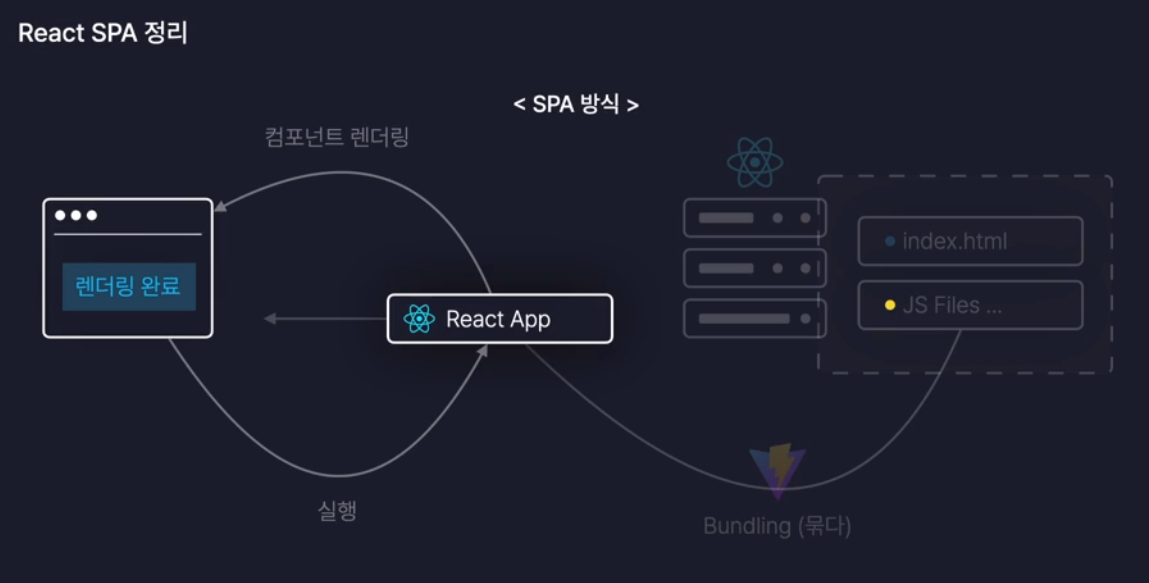 React SPA 정리
< SPA 방식 >
컴포넌트 렌더링
렌더링 완료
React App
index.html
JS Files ...
실행
Bundling (묶다)